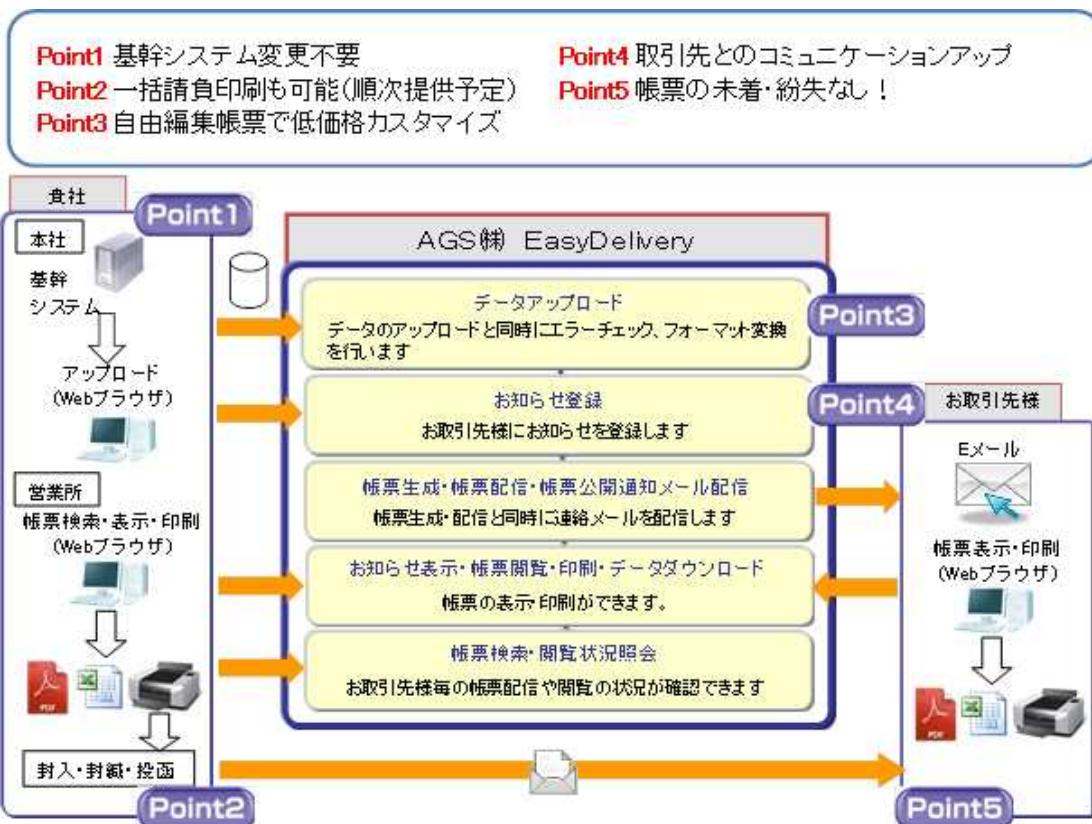 Point1 基幹システム変更不要
Point2 一括請負印刷も可能(順次提供予定)
Point3 自由編集帳票で低価格カスタマイズ
Point4 取引先とのコミュニケーションアップ
Point5 帳票の未着・紛失なし！
貴社
Point1
本社
基幹
システム
アップロード
(Webブラウザ)
営業所
帳票検索・表示・印刷
(Webブラウザ)
PDF
封入・封緘・投函
Point2
AGS㈱ EasyDelivery
データアップロード
データのアップロードと同時にエラーチェック、フォーマット変換
を行います
Point3
お知らせ登録
お取引先様にお知らせを登録します
帳票生成・帳票配信・帳票公開通知メール配信
帳票生成・配信と同時に連絡メールを配信します
お知らせ表示・帳票閲覧・印刷・データダウンロード
帳票の表示・印刷ができます。
帳票検索・閲覧状況照会
お取引先様毎の帳票配信や閲覧の状況が確認できます
Point4
お取引先様
Eメール
帳票表示・印刷
(Webブラウザ)
PDF
Point5